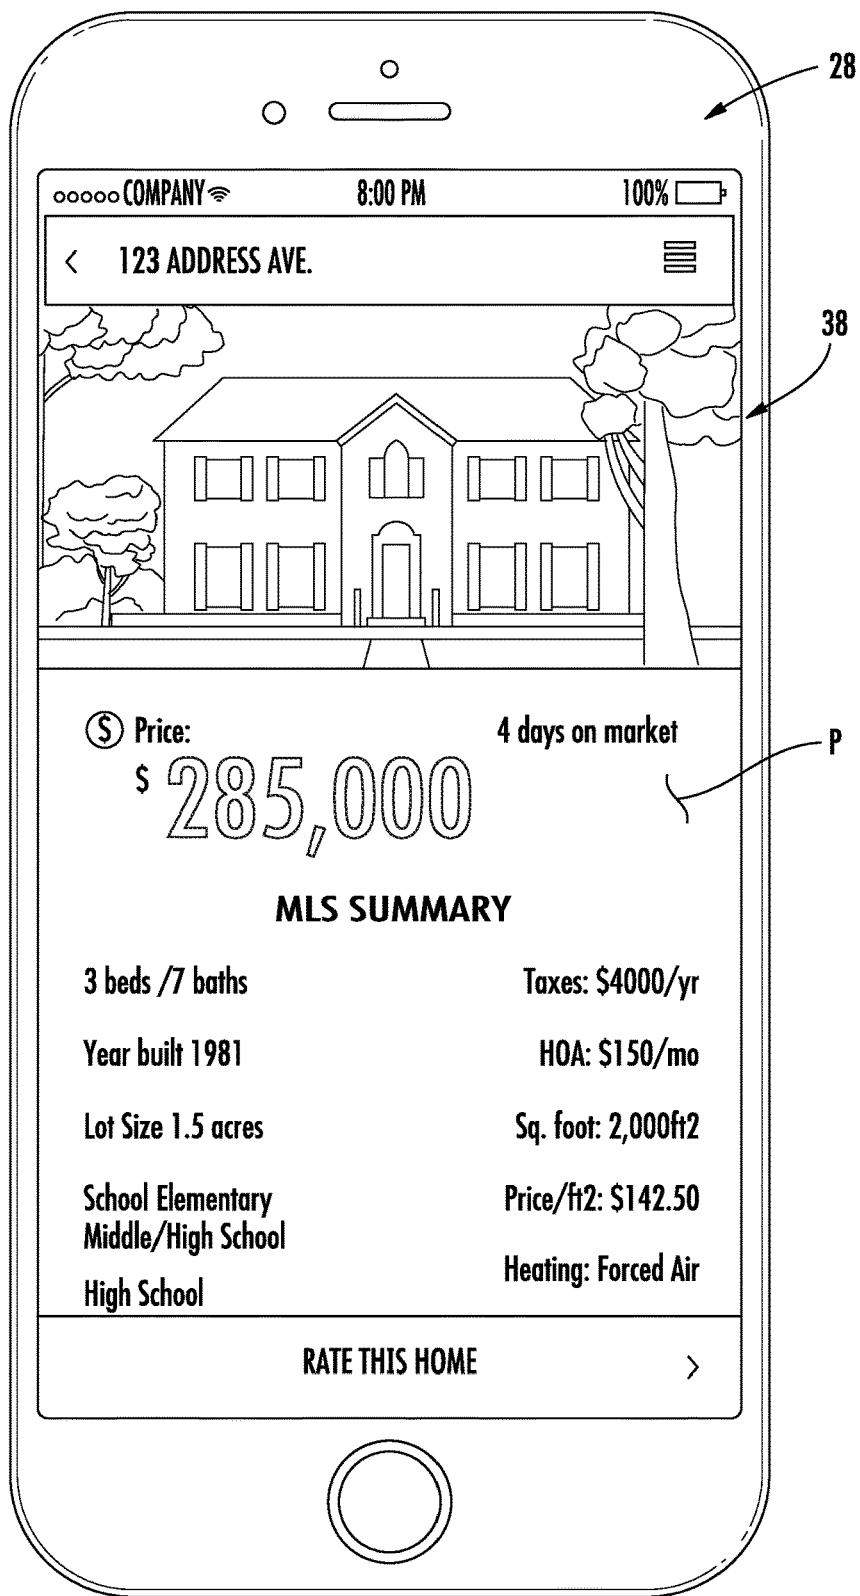 28
COMPANY 8:00 PM 100%
< 123 ADDRESS AVE.
38
$ Price: 4 days on market
P
$ 285,000
MLS SUMMARY
3 beds /7 baths Taxes: $4000/yr
Year built 1981 HOA: $150/mo
Lot Size 1.5 acres Sq. foot: 2,000ft2
School Elementary Price/ft2: $142.50
Middle/High School
Heating: Forced Air
High School
RATE THIS HOME >